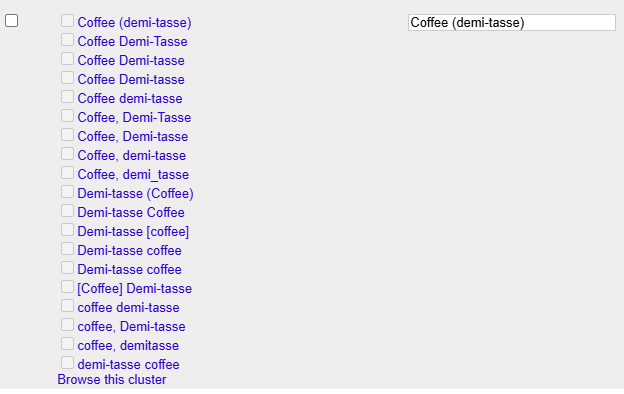 Coffee (demi-tasse) Coffee (demi-tasse)
Coffee Demi-Tasse
Coffee Demi-tasse
Coffee Demi-tasse
Coffee demi-tasse
Coffee, Demi-Tasse
Coffee, Demi-tasse
Coffee, demi-tasse
Coffee, demi_tasse
Demi-tasse (Coffee)
Demi-tasse Coffee
Demi-tasse [coffee]
Demi-tasse coffee
Demi-tasse coffee
[Coffee] Demi-tasse
coffee demi-tasse
coffee, Demi-tasse
coffee, demitasse
demi-tasse coffee
Browse this cluster